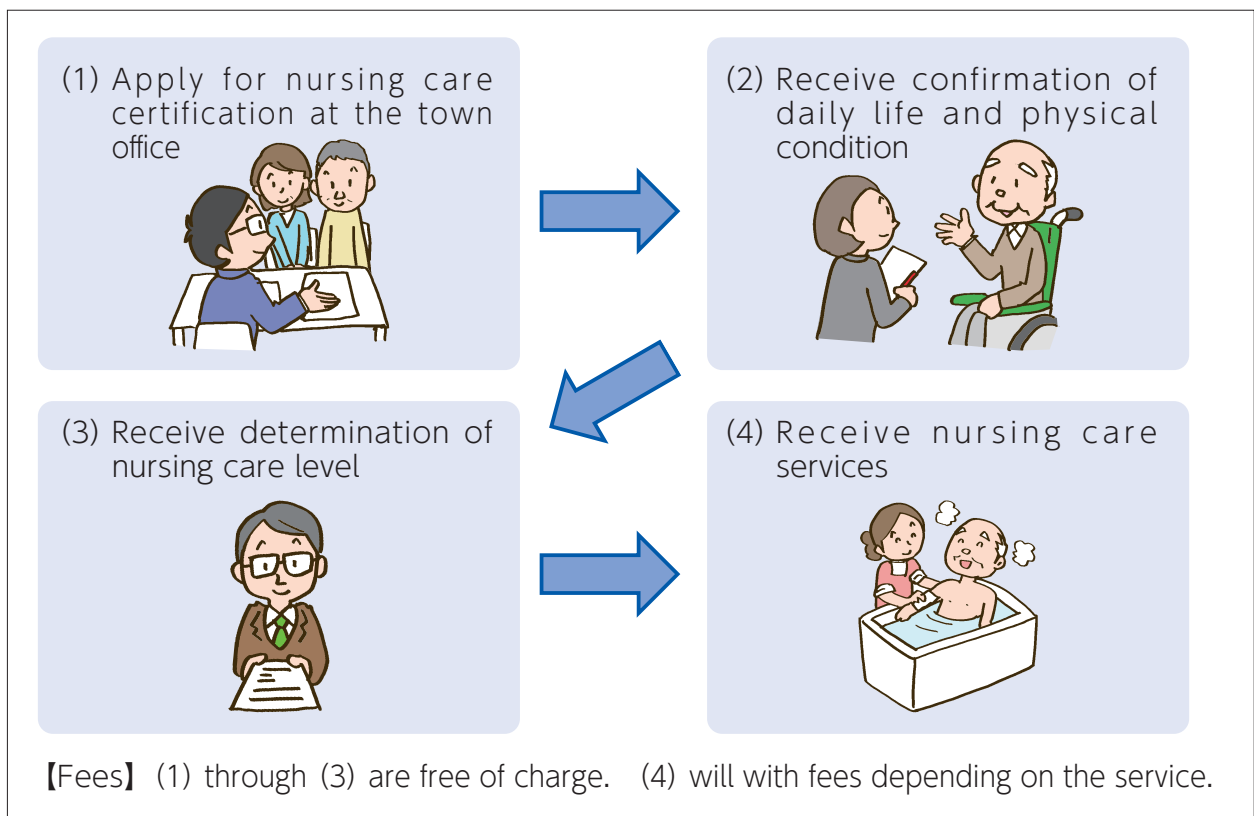 (1) Apply for nursing care
certification at the town
office
(2) Receive confirmation of
daily life and physical
condition
(3) Receive determination of
nursing care level
(4) Receive nursing care
services
【Fees】 (1) through (3) are free of charge. (4) will with fees depending on the service.